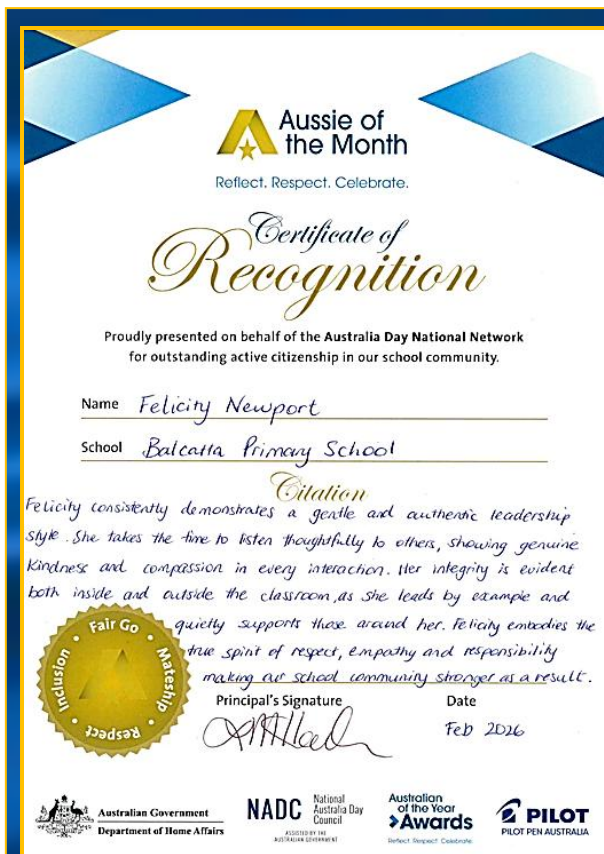 Aussie of
the Month
Reflect. Respect. Celebrate.
Certificate of
Recognition
Proudly presented on behalf of the Australia Day National Network
for outstanding active citizenship in our school community.
Name Felicity Newport
School Balcatta Primary School
Citation
Felicity consistently demonstrates a gentle and authentic leadership
style. She takes the time to listen thoughtfully to others, showing genuine
kindness and compassion in every interaction. Her integrity is evident
both inside and outside the classroom, as she leads by example and
quietly supports those around her. Felicity embodies the
true spirit of respect, empathy and responsibility
making our school community stronger as a result.
Inclusion • Fair Go • Mateship • Respect
Principal's Signature
Date
Feb 2026
Australian Government
Department of Home Affairs
NADC
National
Australia Day
Council
ASSISTED BY THE
AUSTRALIAN GOVERNMENT
Australian
of the Year
Awards
Reflect. Respect. Celebrate.
PILOT
PILOT PEN AUSTRALIA